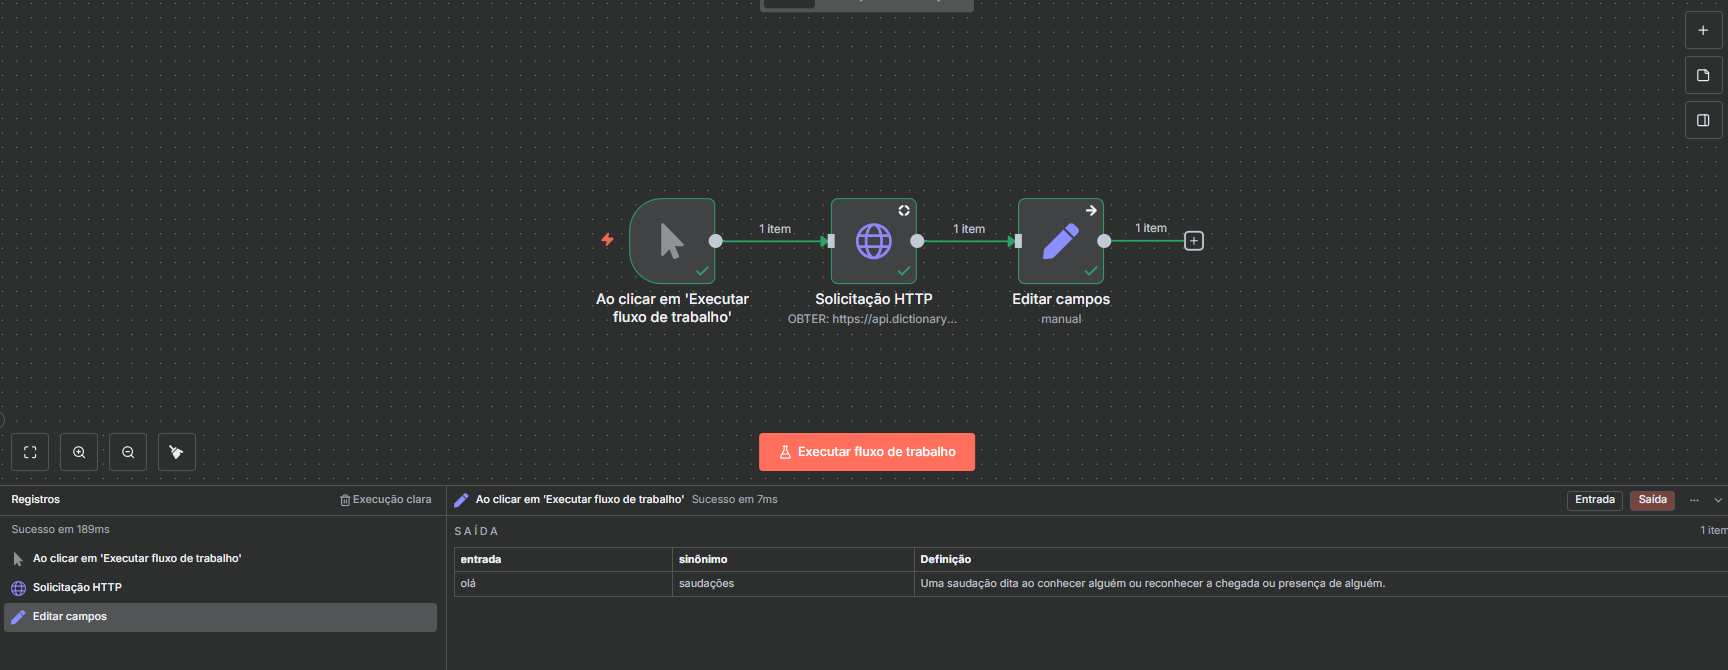 1 item
1 item
1 item
Ao clicar em 'Executar
fluxo de trabalho'
Solicitação HTTP
OBTER: https://api.dictionary...
Editar campos
manual
Executar fluxo de trabalho
Registros
Execução clara
Ao clicar em 'Executar fluxo de trabalho' Sucesso em 7ms
Entrada
Saída
Sucesso em 189ms
SAÍDA
1 item
Ao clicar em 'Executar fluxo de trabalho'
Solicitação HTTP
Editar campos
entrada sinônimo Definição
olá saudações Uma saudação dita ao conhecer alguém ou reconhecer a chegada ou presença de alguém.